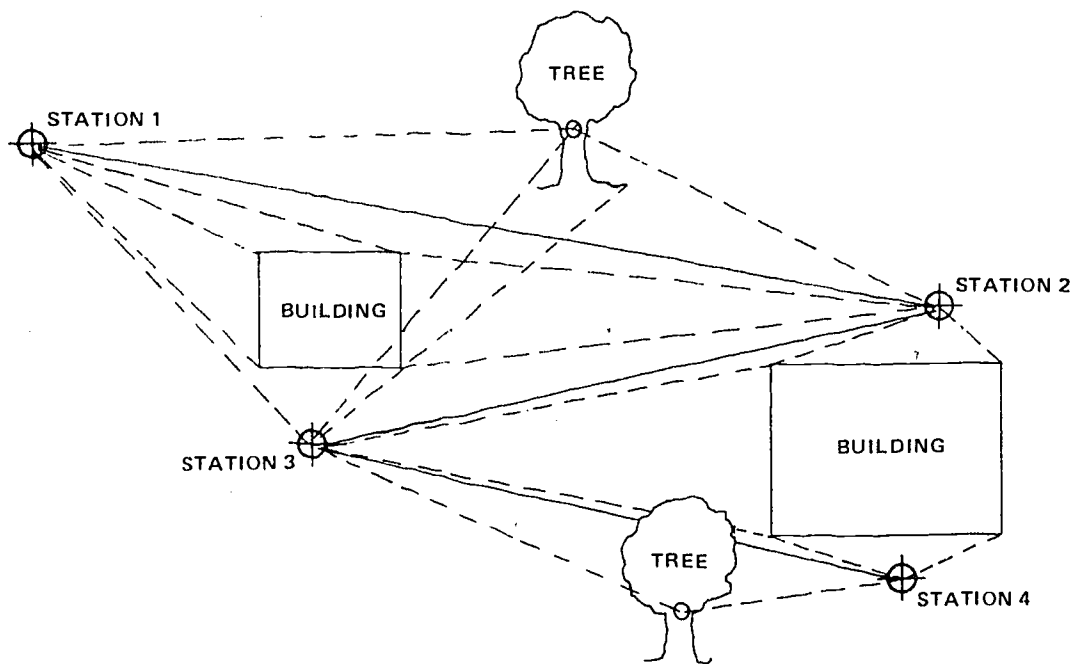 TREE
STATION 1
STATION 2
BUILDING
BUILDING
STATION 3
TREE
STATION 4